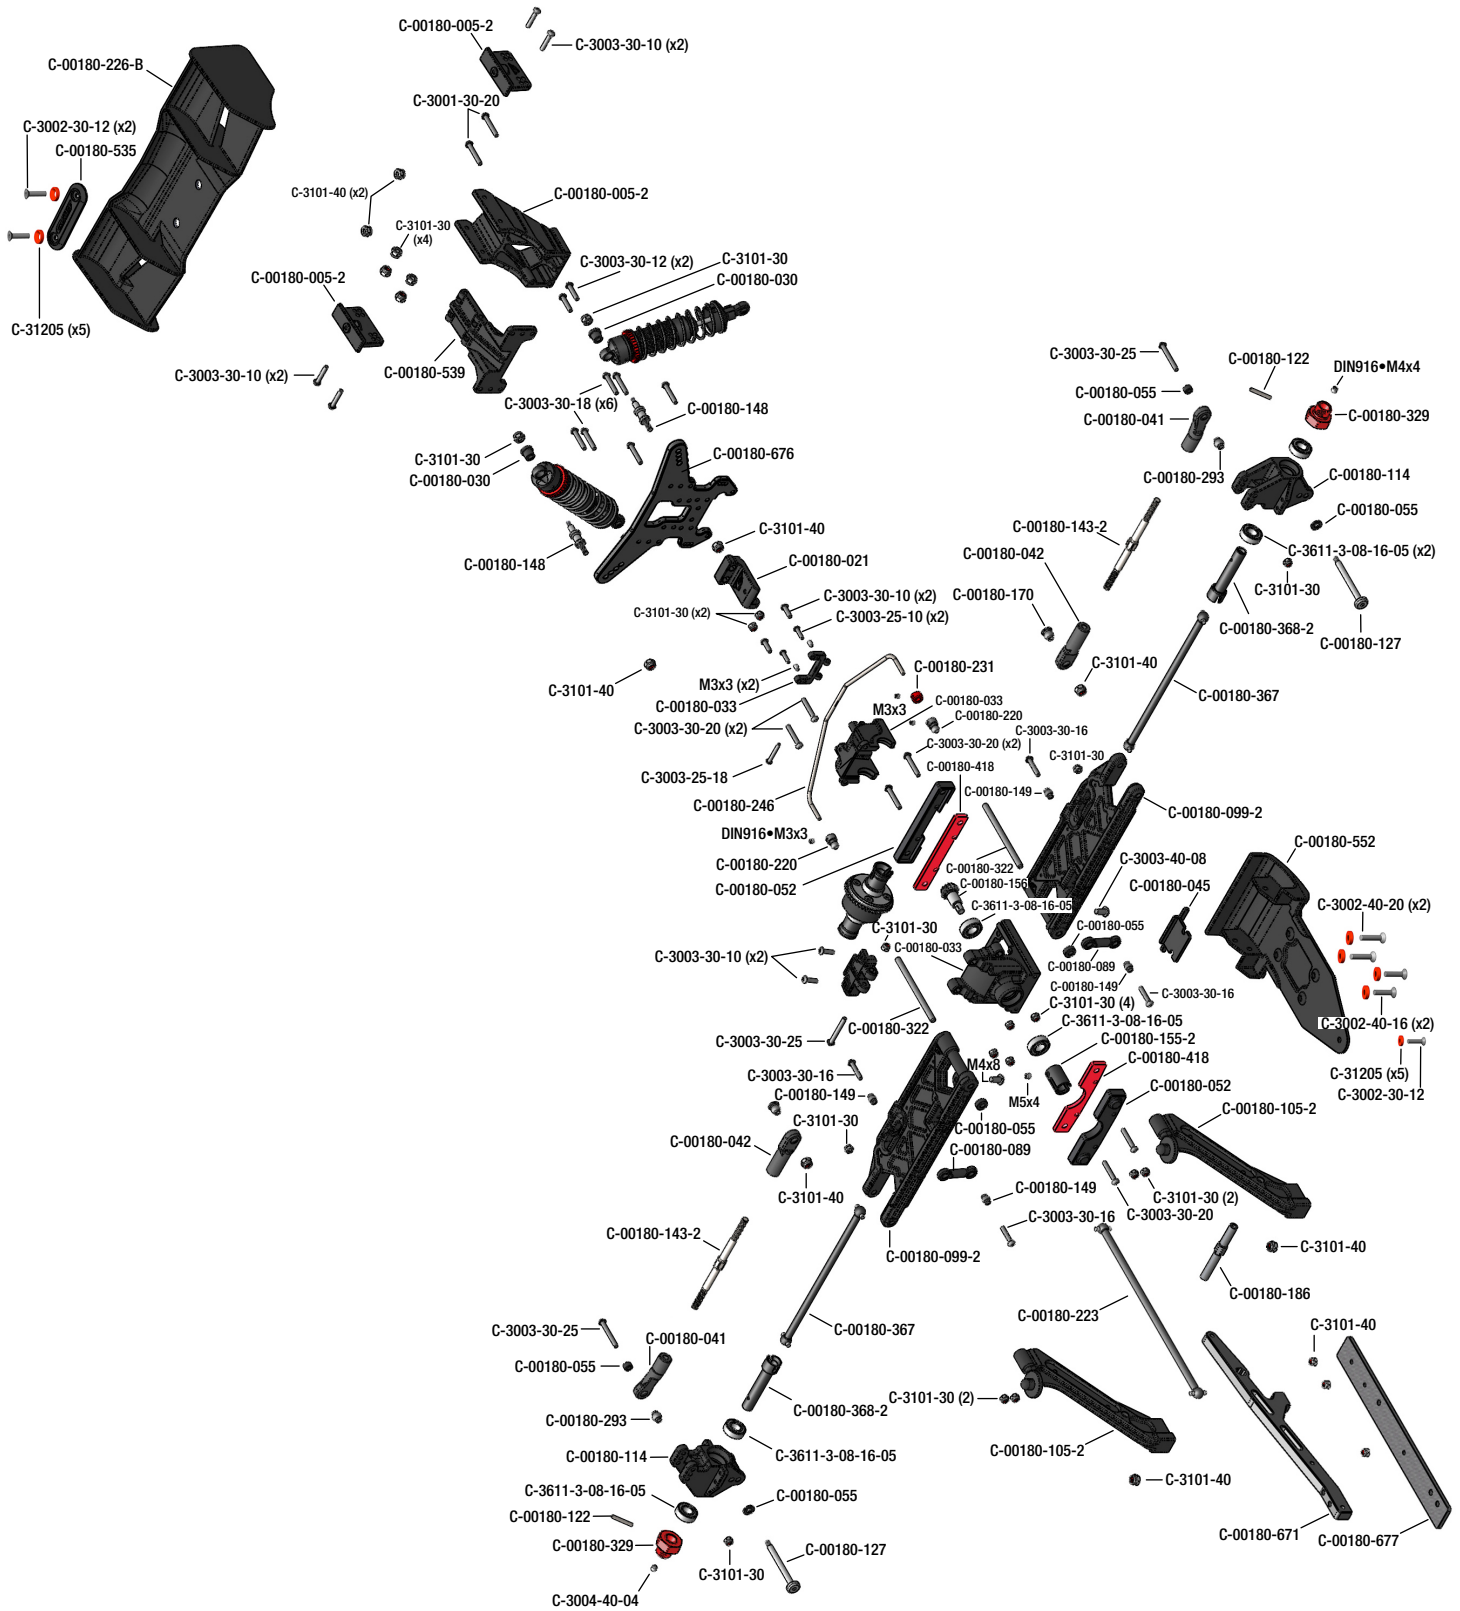 C-00180-005-2
C-3003-30-10 (x2)
C-00180-226-B
C-3001-30-20
C-3002-30-12 (x2)
C-00180-535
C-3101-40 (x2)
C-00180-005-2
C-3101-30
(x4)
C-3101-30
C-3003-30-12 (x2)
C-00180-030
C-00180-005-2
C-31205 (x5)
C-00180-539
C-3003-30-10 (x2)
C-3003-30-18 (x6)
C-00180-148
C-3003-30-25
C-00180-122
DIN916•M4x4
C-00180-055
C-00180-041
C-00180-329
C-3101-30
C-00180-030
C-00180-676
C-00180-293
C-00180-114
C-00180-055
C-00180-143-2
C-3101-40
C-00180-148
C-00180-021
C-00180-042
C-3611-3-08-16-05 (x2)
C-3101-30
C-3003-30-10 (x2)
C-00180-170
C-3101-30 (x2)
C-3003-25-10 (x2)
C-00180-368-2
C-00180-127
C-3101-40
C-3101-40
M3x3 (x2)
C-00180-231
C-00180-367
C-00180-033
M3x3
C-00180-033
C-00180-220
C-3003-30-20 (x2)
C-3003-30-16
C-3003-30-20 (x2)
C-3101-30
C-3003-25-18
C-00180-418
C-00180-149
C-00180-246
C-00180-099-2
DIN916•M3x3
C-00180-552
C-00180-220
C-00180-322
C-3003-40-08
C-00180-052
C-00180-156
C-00180-045
C-3611-3-08-16-05
C-3002-40-20 (x2)
C-3101-30
C-00180-055
C-00180-033
C-3003-30-10 (x2)
C-00180-089
C-00180-149
C-3003-30-16
C-3101-30 (4)
C-00180-322
C-3611-3-08-16-05
C-3002-40-16 (x2)
C-3003-30-25
C-00180-155-2
C-00180-418
M4x8
C-3003-30-16
C-31205 (x5)
C-00180-052
C-00180-149
M5x4
C-3002-30-12
C-00180-105-2
C-3101-30
C-00180-055
C-00180-042
C-00180-089
C-00180-149
C-3101-40
C-3101-30 (2)
C-3003-30-16
C-3003-30-20
C-00180-143-2
C-00180-099-2
C-3101-40
C-00180-186
C-00180-223
C-3003-30-25
C-00180-041
C-00180-367
C-3101-40
C-00180-055
C-3101-30 (2)
C-00180-293
C-00180-368-2
C-00180-114
C-3611-3-08-16-05
C-00180-105-2
C-3101-40
C-3611-3-08-16-05
C-00180-055
C-00180-122
C-00180-329
C-00180-127
C-00180-671
C-00180-677
C-3101-30
C-3004-40-04